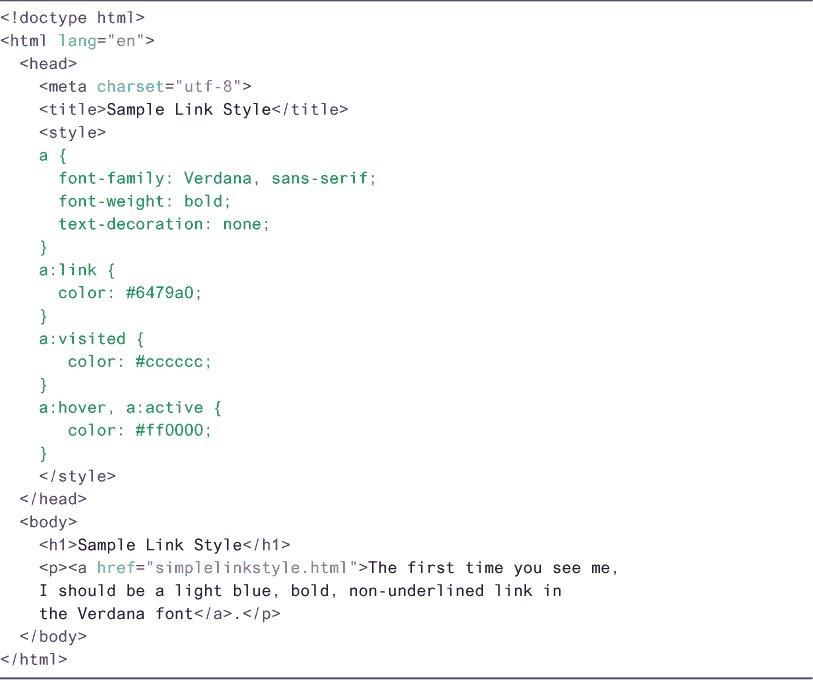 <!doctype html>
<html lang="en">
  <head>
    <meta charset="utf-8">
    <title>Sample Link Style</title>
    <style>
    a {
      font-family: Verdana, sans-serif;
      font-weight: bold;
      text-decoration: none;
    }
    a:link {
      color: #6479a0;
    }
    a:visited {
       color: #cccccc;
    }
    a:hover, a:active {
       color: #ff0000;
    }
    </style>
  </head>
  <body>
    <h1>Sample Link Style</h1>
    <p><a href="simplelinkstyle.html">The first time you see me,
    I should be a light blue, bold, non-underlined link in
    the Verdana font</a>.</p>
  </body>
</html>